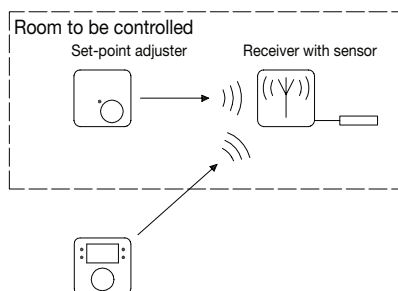 Room to be controlled
Set-point adjuster Receiver with sensor